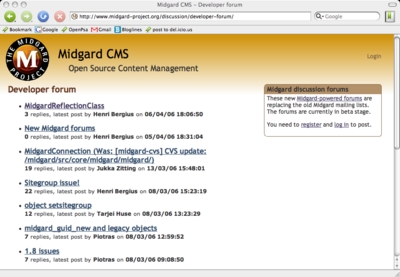 Midgard CMS - Developer forum
http://www.midgard-project.org/discussion/developer-forum/
Google
Bookmark
Google
OpenPsa
GMail
Bloglines
post to del.icio.us
THE MIDGARD PROJECT
Midgard CMS
Login
Open Source Content Management
Developer forum
MidgardReflectionClass
3 replies, latest post by Henri Bergius on 06/04/06 18:06:50
New Midgard forums
0 replies, latest post by Henri Bergius on 05/04/06 18:31:04
MidgardConnection (Was: [midgard-cvs] CVS update:
/midgard/src/core/midgard/midgard/)
19 replies, latest post by Jukka Zitting on 13/03/06 15:48:01
Sitegroup issue!
22 replies, latest post by Henri Bergius on 08/03/06 15:23:19
object setsitegroup
12 replies, latest post by Tarjei Huse on 08/03/06 13:23:29
midgard_guid_new and legacy objects
7 replies, latest post by Piotras on 08/03/06 12:59:52
1.8 issues
7 replies, latest post by Piotras on 08/03/06 09:08:50
Midgard discussion forums
These new Midgard-powered forums are
replacing the old Midgard mailing lists.
The forums are currently in beta stage.
You need to register and log in to post.